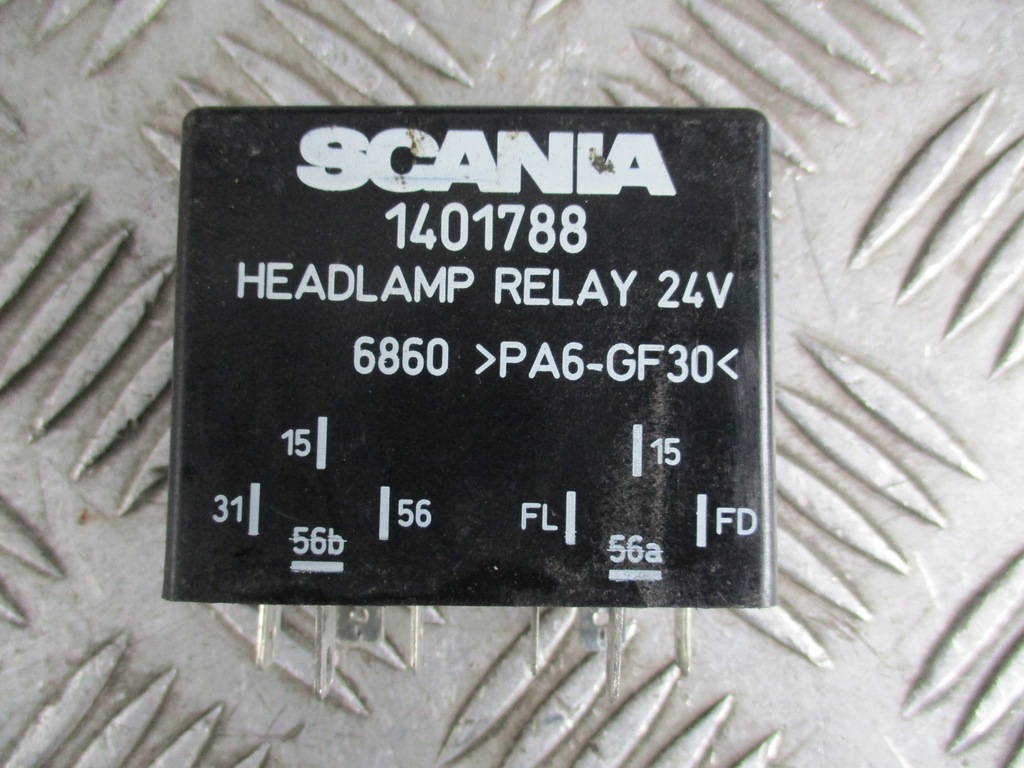 SCANIA
1401788
HEADLAMP RELAY 24V
6860 >PA6-GF30<
15 15
31 56 FL FD
56b 56a